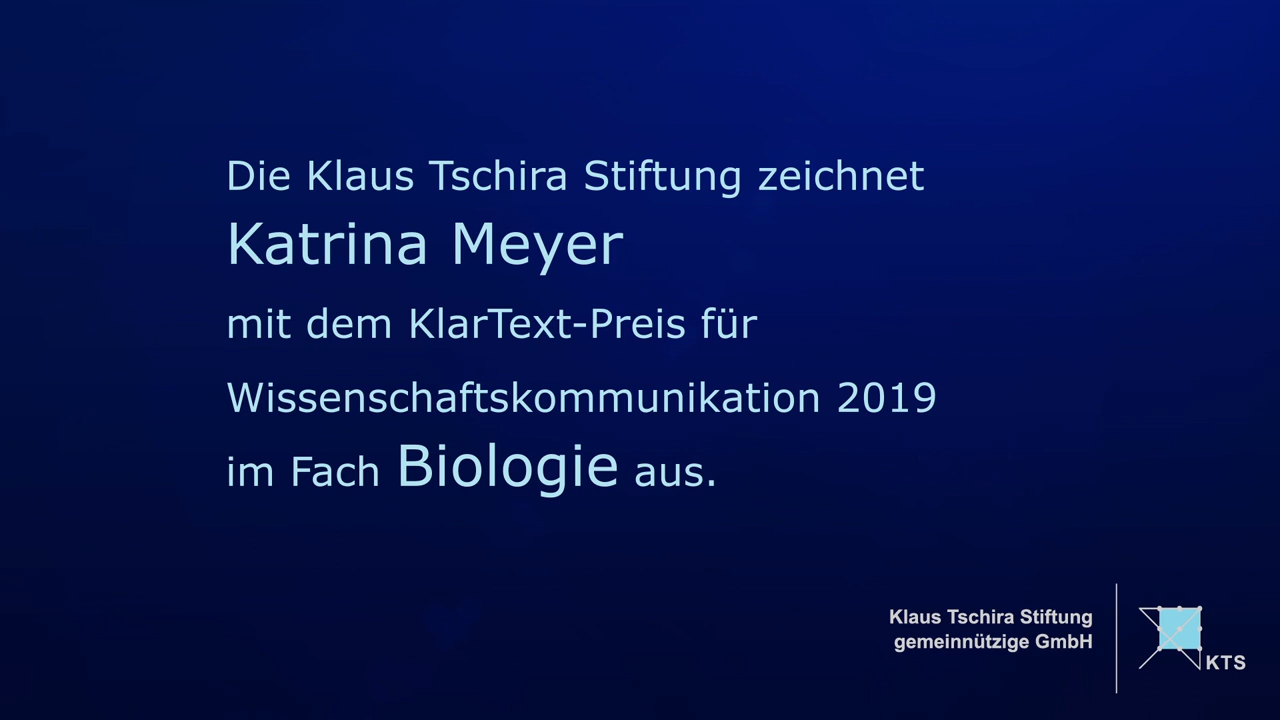 Die Klaus Tschira Stiftung zeichnet
Katrina Meyer
mit dem KlarText-Preis für
Wissenschaftskommunikation 2019
im Fach Biologie aus.
Klaus Tschira Stiftung
gemeinnützige GmbH
KTS